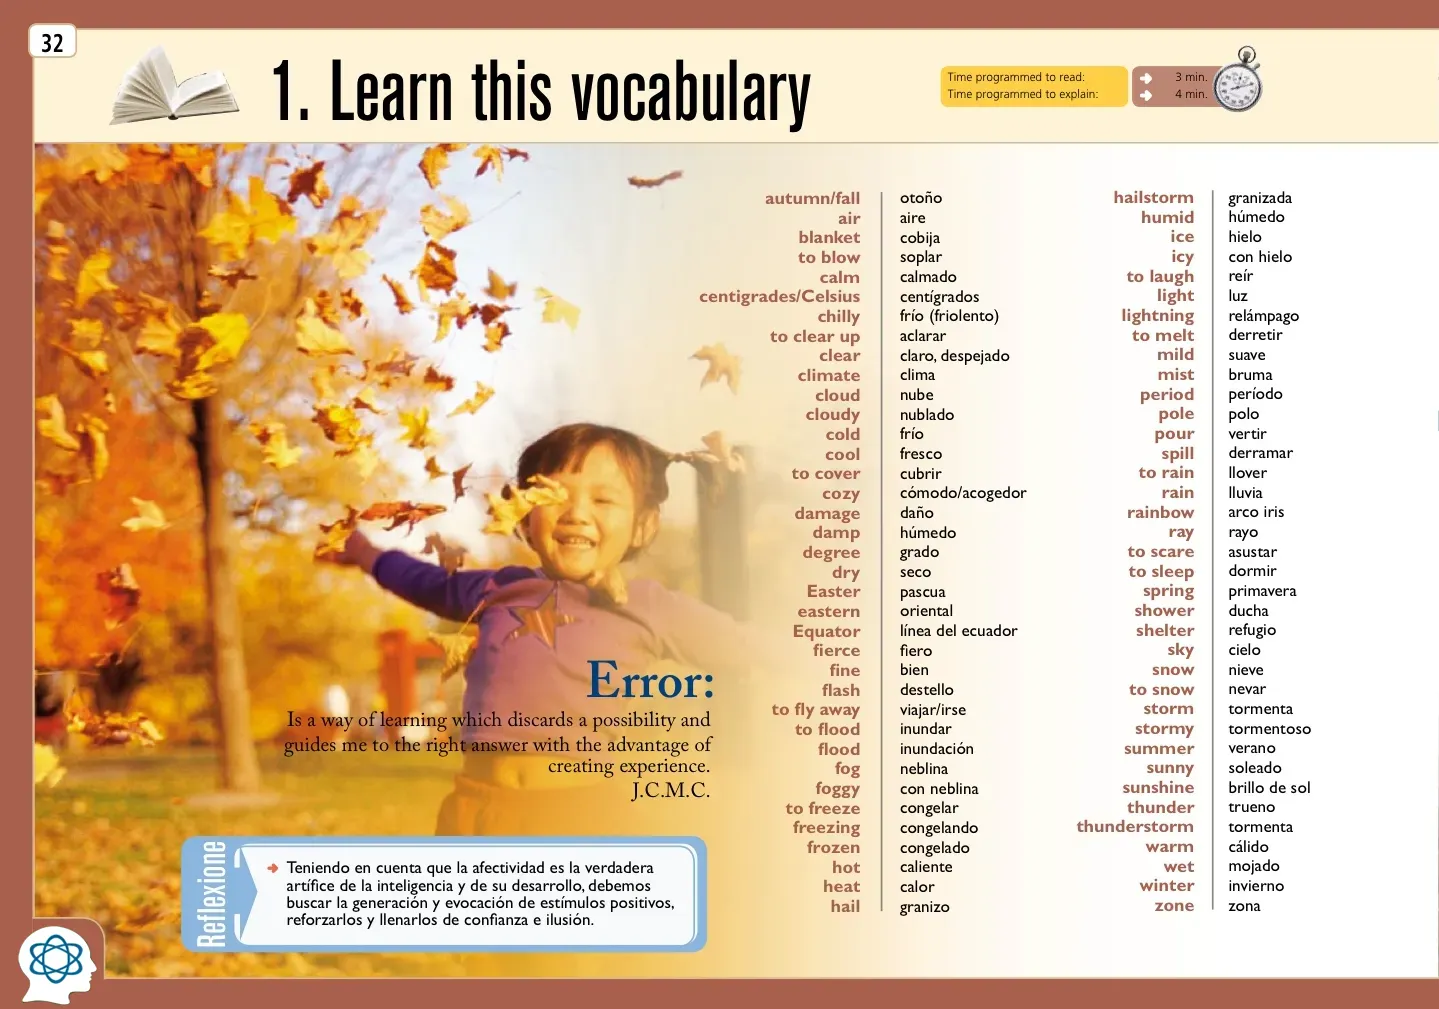 32
1. Learn this vocabulary
Time programmed to read: 3 min.
Time programmed to explain: 4 min.
autumn/fall otoño
air aire
blanket cobija
to blow soplar
calm calmado
centigrades/Celsius centígrados
chilly frío (friolento)
to clear up aclarar
clear claro, despejado
climate clima
cloud nube
cloudy nublado
cold frío
cool fresco
to cover cubrir
cozy cómodo/acogedor
damage daño
damp húmedo
degree grado
dry seco
Easter pascua
eastern oriental
Equator línea del ecuador
fierce fiero
fine bien
flash destello
to fly away viajar/irse
to flood inundar
flood inundación
fog neblina
foggy con neblina
to freeze congelar
freezing congelando
frozen congelado
hot caliente
heat calor
hail granizo
hailstorm granizada
humid húmedo
ice hielo
icy con hielo
to laugh reír
light luz
lightning relámpago
to melt derretir
mild suave
mist bruma
period período
pole polo
pour vertir
spill derramar
to rain llover
rain lluvia
rainbow arco iris
ray rayo
to scare asustar
to sleep dormir
spring primavera
shower ducha
shelter refugio
sky cielo
snow nieve
to snow nevar
storm tormenta
stormy tormentoso
summer verano
sunny soleado
sunshine brillo de sol
thunder trueno
thunderstorm tormenta
warm cálido
wet mojado
winter invierno
zone zona
Error:
Is a way of learning which discards a possibility and
guides me to the right answer with the advantage of
creating experience.
J.C.M.C.
Reflexione
Teniendo en cuenta que la afectividad es la verdadera
artífice de la inteligencia y de su desarrollo, debemos
buscar la generación y evocación de estímulos positivos,
reforzarlos y llenarlos de confianza e ilusión.